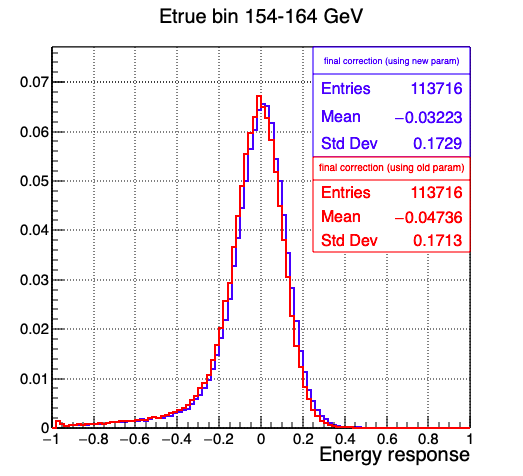 Etrue bin 154-164 GeV
final correction (using new param)
Entries 113716
Mean −0.03223
Std Dev 0.1729
final correction (using old param)
Entries 113716
Mean −0.04736
Std Dev 0.1713
0.07
0.06
0.05
0.04
0.03
0.02
0.01
0
−1 −0.8 −0.6 −0.4 −0.2 0 0.2 0.4 0.6 0.8 1
Energy response